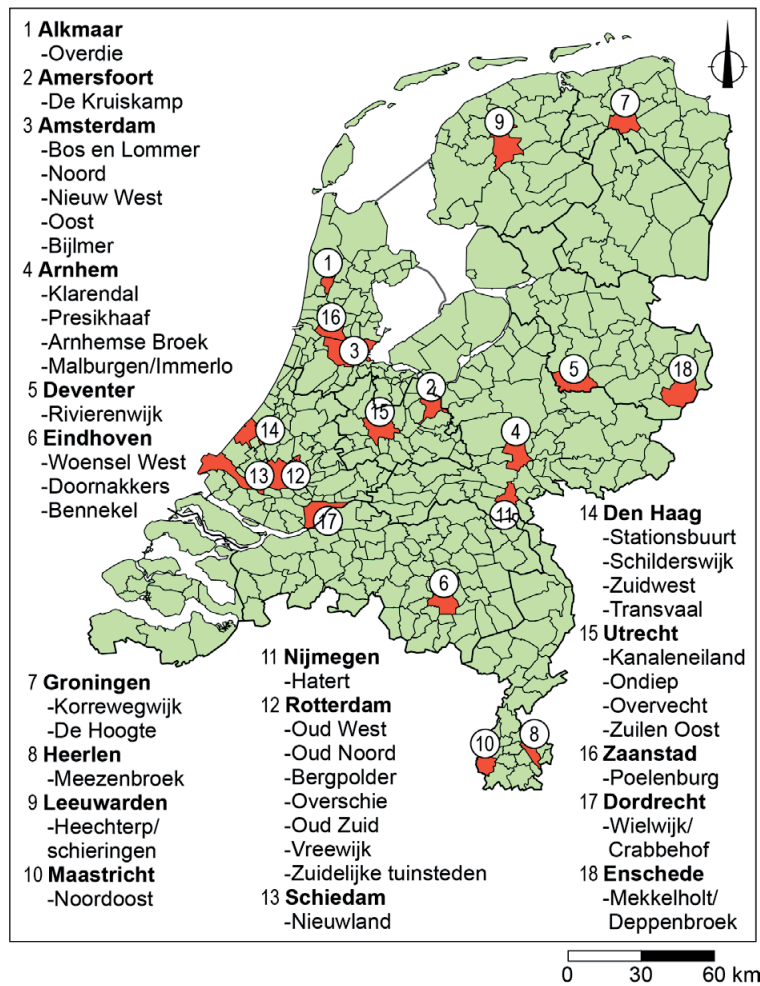 1 Alkmaar
-Overdie
2 Amersfoort
-De Kruiskamp
3 Amsterdam
-Bos en Lommer
-Noord
-Nieuw West
-Oost
-Bijlmer
4 Arnhem
-Klarendal
-Presikhaaf
-Arnhemse Broek
-Malburgen/Immerlo
5 Deventer
-Rivierenwijk
6 Eindhoven
-Woensel West
-Doornakkers
-Bennekel
7 Groningen
-Korrewegwijk
-De Hoogte
8 Heerlen
-Meezenbroek
9 Leeuwarden
-Heechterp/
schieringen
10 Maastricht
-Noordoost
11 Nijmegen
-Hatert
12 Rotterdam
-Oud West
-Oud Noord
-Bergpolder
-Overschie
-Oud Zuid
-Vreewijk
-Zuidelijke tuinsteden
13 Schiedam
-Nieuwland
14 Den Haag
-Stationsbuurt
-Schilderswijk
-Zuidwest
-Transvaal
15 Utrecht
-Kanaleneiland
-Ondiep
-Overvecht
-Zuilen Oost
16 Zaanstad
-Poelenburg
17 Dordrecht
-Wielwijk/
Crabbehof
18 Enschede
-Mekkelholt/
Deppenbroek
7
9
1
16
3
2
5
18
15
14
4
13
12
11
17
6
10
8
0 30 60 km